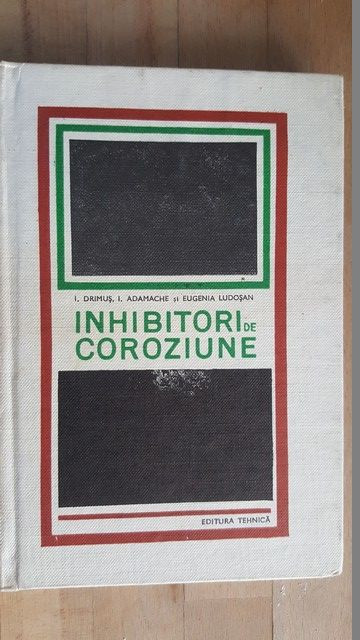 I. DRIMUŞ, I. ADAMACHE şi EUGENIA LUDOŞAN
INHIBITORI DE
COROZIUNE
EDITURA TEHNICĂ